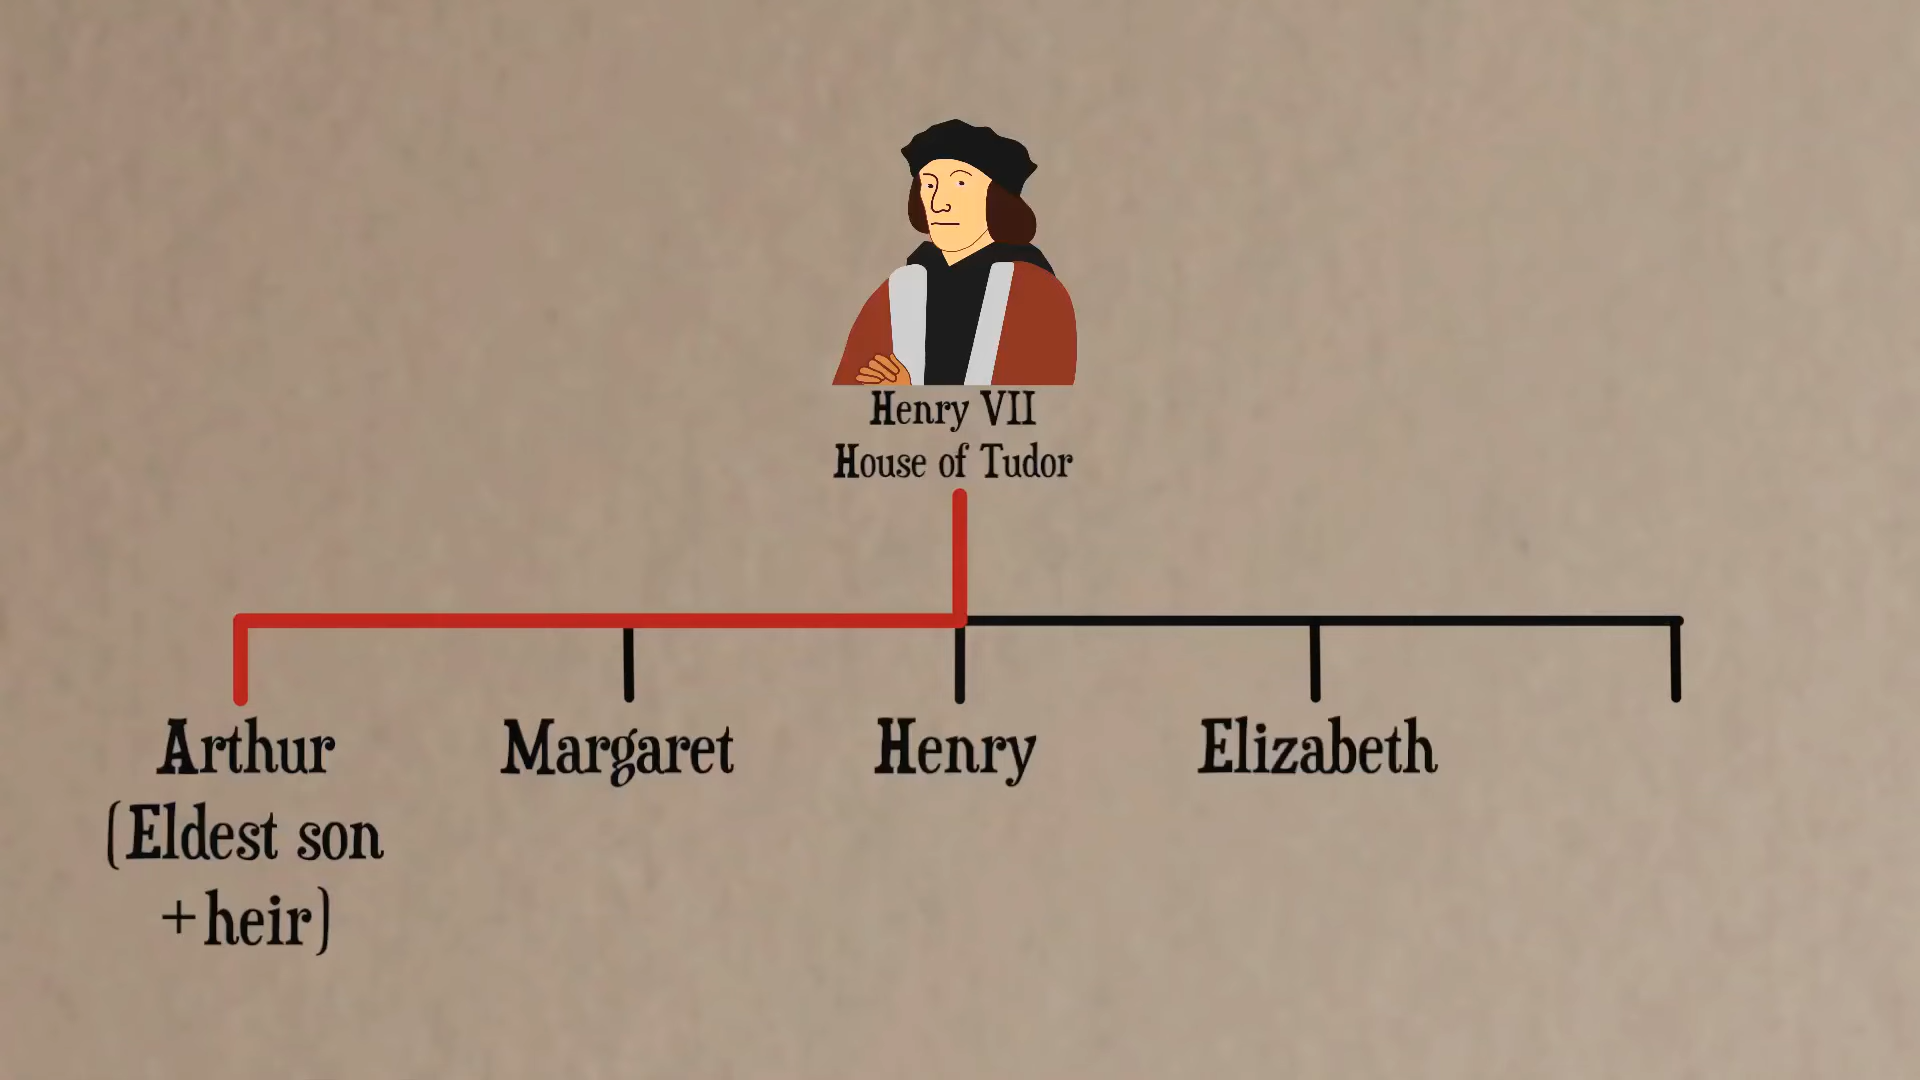 Henry VII
House of Tudor
Arthur
(Eldest son
+heir)
Margaret
Henry
Elizabeth